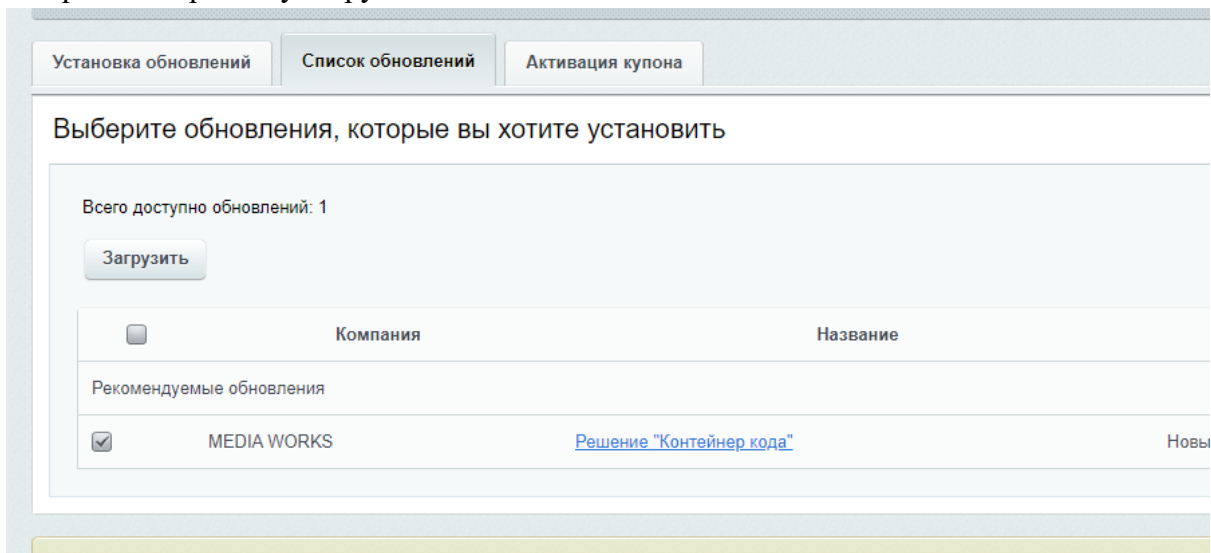 Установка обновлений Список обновлений Активация купона
Выберите обновления, которые вы хотите установить
Всего доступно обновлений: 1
Загрузить
Компания Название
Рекомендуемые обновления
MEDIA WORKS Решение "Контейнер кода" Новы